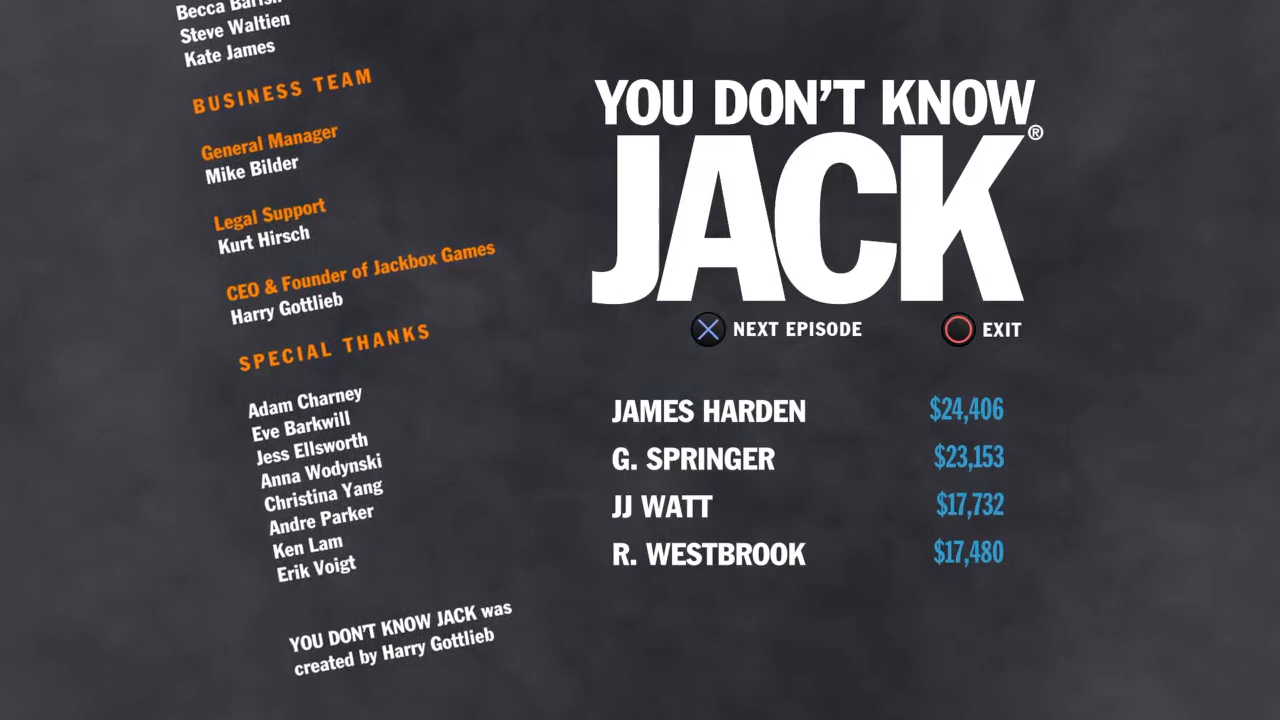 Becca
Steve Waltien
Kate James
BUSINESS TEAM
General Manager
Mike Bilder
Legal Support
Kurt Hirsch
CEO & Founder of Jackbox Games
Harry Gottlieb
SPECIAL THANKS
Adam Charney
Eve Barkwill
Jess Ellsworth
Anna Wodynski
Christina Yang
Andre Parker
Ken Lam
Erik Voigt
YOU DON'T KNOW JACK was
created by Harry Gottlieb
YOU DON'T KNOW
JACK®
NEXT EPISODE EXIT
JAMES HARDEN $24,406
G. SPRINGER $23,153
JJ WATT $17,732
R. WESTBROOK $17,480